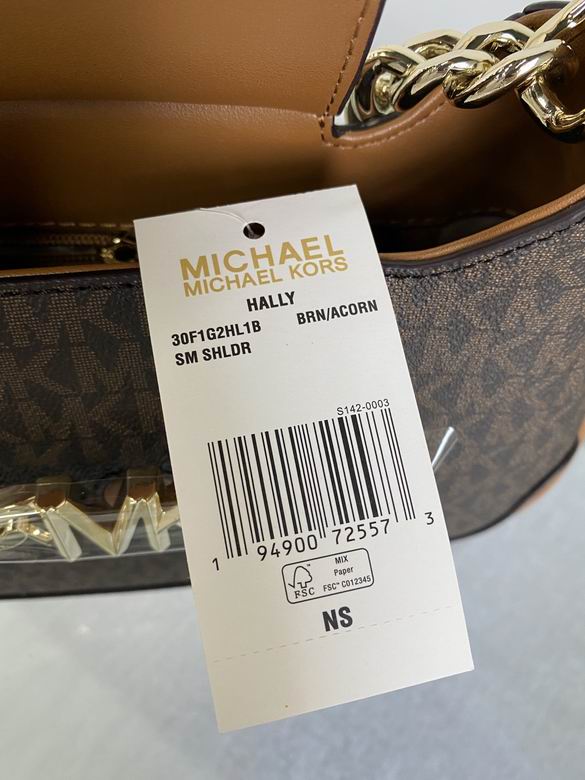 MICHAEL
MICHAEL KORS
HALLY
30F1G2HL1B BRN/ACORN
SM SHLDR
S142-0003
1 94900 72557 3
FSC
MIX
Paper
FSC™ C012345
NS